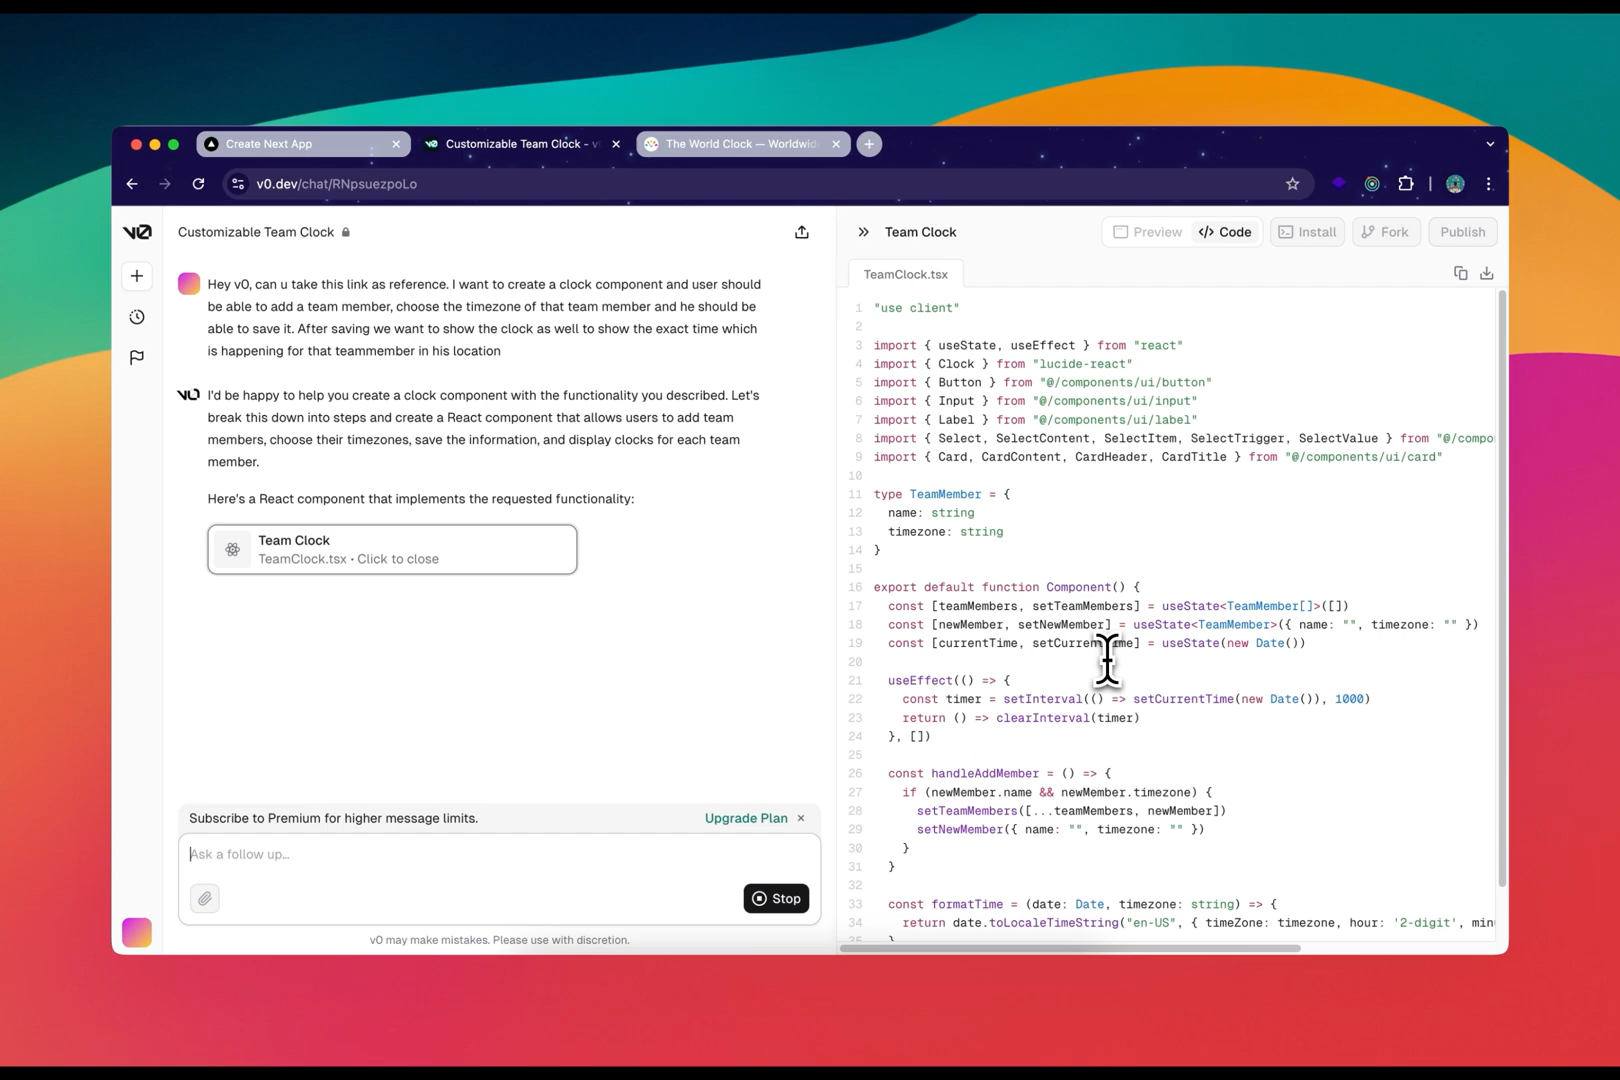 Create Next App
Customizable Team Clock - v
The World Clock — Worldwid
v0.dev/chat/RNpsuezpoLo
Customizable Team Clock
Hey v0, can u take this link as reference. I want to create a clock component and user should
be able to add a team member, choose the timezone of that team member and he should be
able to save it. After saving we want to show the clock as well to show the exact time which
is happening for that teammember in his location
I'd be happy to help you create a clock component with the functionality you described. Let's
break this down into steps and create a React component that allows users to add team
members, choose their timezones, save the information, and display clocks for each team
member.
Here's a React component that implements the requested functionality:
Team Clock
TeamClock.tsx • Click to close
Subscribe to Premium for higher message limits.
Upgrade Plan
Ask a follow up...
Stop
v0 may make mistakes. Please use with discretion.
Team Clock
Preview
Code
Install
Fork
Publish
TeamClock.tsx
1 "use client"
2
3 import { useState, useEffect } from "react"
4 import { Clock } from "lucide-react"
5 import { Button } from "@/components/ui/button"
6 import { Input } from "@/components/ui/input"
7 import { Label } from "@/components/ui/label"
8 import { Select, SelectContent, SelectItem, SelectTrigger, SelectValue } from "@/compo
9 import { Card, CardContent, CardHeader, CardTitle } from "@/components/ui/card"
10
11 type TeamMember = {
12 name: string
13 timezone: string
14 }
15
16 export default function Component() {
17 const [teamMembers, setTeamMembers] = useState<TeamMember[]>([])
18 const [newMember, setNewMember] = useState<TeamMember>({ name: "", timezone: "" })
19 const [currentTime, setCurrentTime] = useState(new Date())
20
21 useEffect(() => {
22 const timer = setInterval(() => setCurrentTime(new Date()), 1000)
23 return () => clearInterval(timer)
24 }, [])
25
26 const handleAddMember = () => {
27 if (newMember.name && newMember.timezone) {
28 setTeamMembers([...teamMembers, newMember])
29 setNewMember({ name: "", timezone: "" })
30 }
31 }
32
33 const formatTime = (date: Date, timezone: string) => {
34 return date.toLocaleTimeString("en-US", { timeZone: timezone, hour: '2-digit', minu
35 }